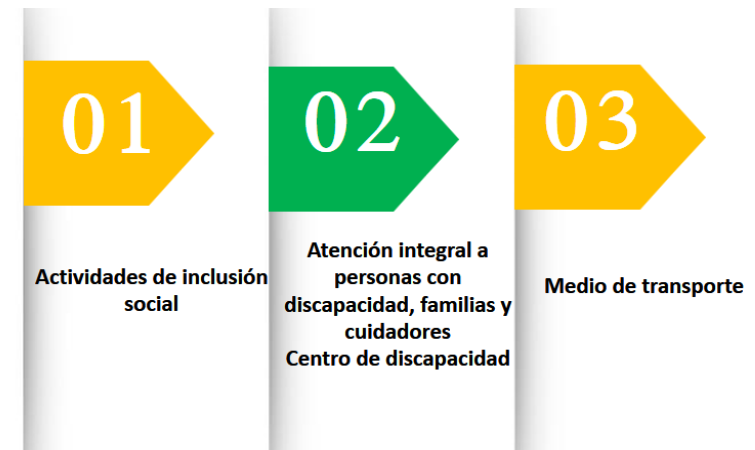 01
Actividades de inclusión
social
02
Atención integral a
personas con
discapacidad, familias y
cuidadores
Centro de discapacidad
03
Medio de transporte